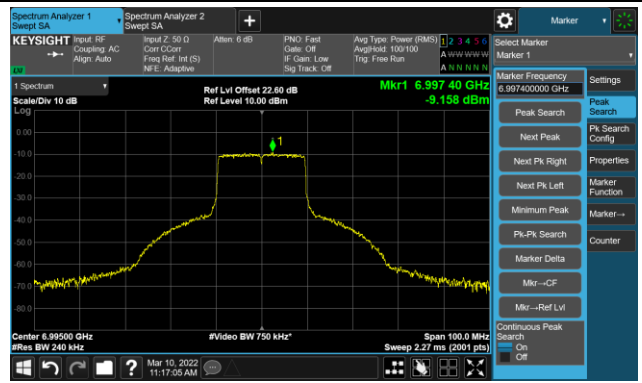 Spectrum Analyzer 1
Swept SA
Spectrum Analyzer 2
Swept SA
+
Marker
KEYSIGHT
Input: RF
Coupling: AC
Align: Auto
Input Z: 50 Ω
Corr CCorr
Freq Ref: Int (S)
NFE: Adaptive
Atten: 6 dB
PNO: Fast
Gate: Off
IF Gain: Low
Sig Track: Off
Avg Type: Power (RMS)
Avg|Hold: 100/100
Trig: Free Run
1 2 3 4 5 6
A W W W W W
A N N N N N
LW
Select Marker
Marker 1
1 Spectrum
Scale/Div 10 dB
Ref Lvl Offset 22.60 dB
Ref Level 10.00 dBm
Mkr1 6.997 40 GHz
-9.158 dBm
Log
0.00
-10.0
-20.0
-30.0
-40.0
-50.0
-60.0
-70.0
-80.0
1
Center 6.99500 GHz
#Res BW 240 kHz
#Video BW 750 kHz*
Span 100.0 MHz
Sweep 2.27 ms (2001 pts)
Marker Frequency
6.997400000 GHz
Peak Search
Next Peak
Next Pk Right
Next Pk Left
Minimum Peak
Pk-Pk Search
Marker Delta
Mkr→CF
Mkr→Ref Lvl
Continuous Peak
Search
On
Off
Settings
Peak
Search
Pk Search
Config
Properties
Marker
Function
Marker→
Counter
?
Mar 10, 2022
11:17:05 AM